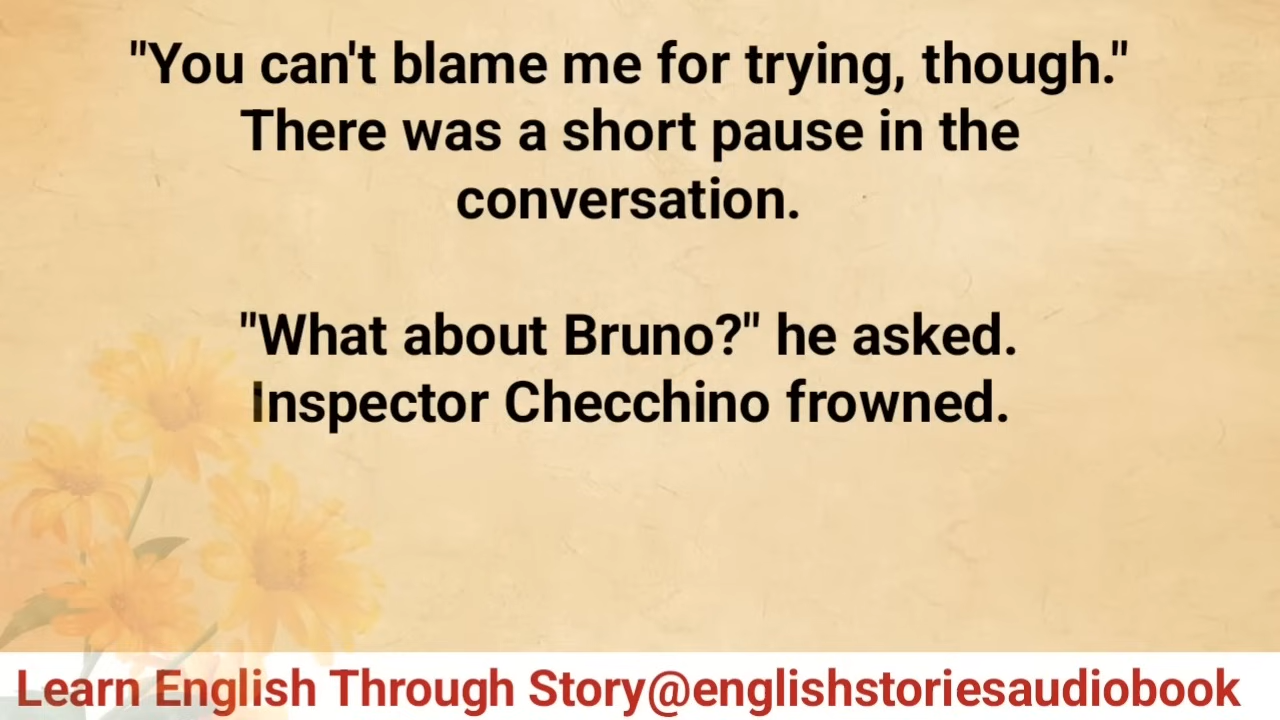 "You can't blame me for trying, though."
There was a short pause in the
conversation.
"What about Bruno?" he asked.
Inspector Checchino frowned.
Learn English Through Story@englishstoriesaudiobook